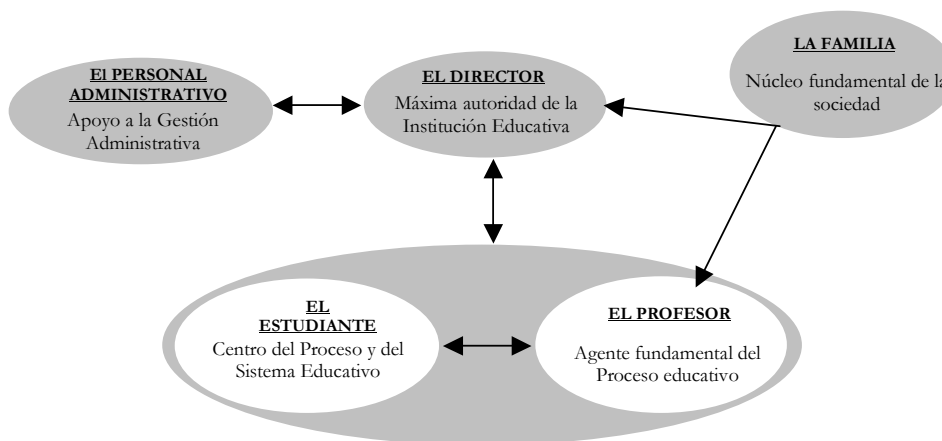 El PERSONAL
ADMINISTRATIVO
Apoyo a la Gestión
Administrativa
EL DIRECTOR
Máxima autoridad de la
Institución Educativa
LA FAMILIA
Núcleo fundamental de la
sociedad
EL
ESTUDIANTE
Centro del Proceso y del
Sistema Educativo
EL PROFESOR
Agente fundamental del
Proceso educativo